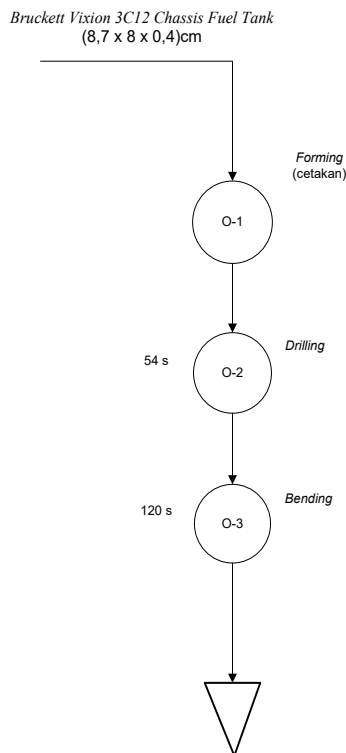 Bruckett Vixion 3C12 Chassis Fuel Tank
(8,7 x 8 x 0,4)cm
Forming
(cetakan)
O-1
54 s
Drilling
O-2
120 s
Bending
O-3